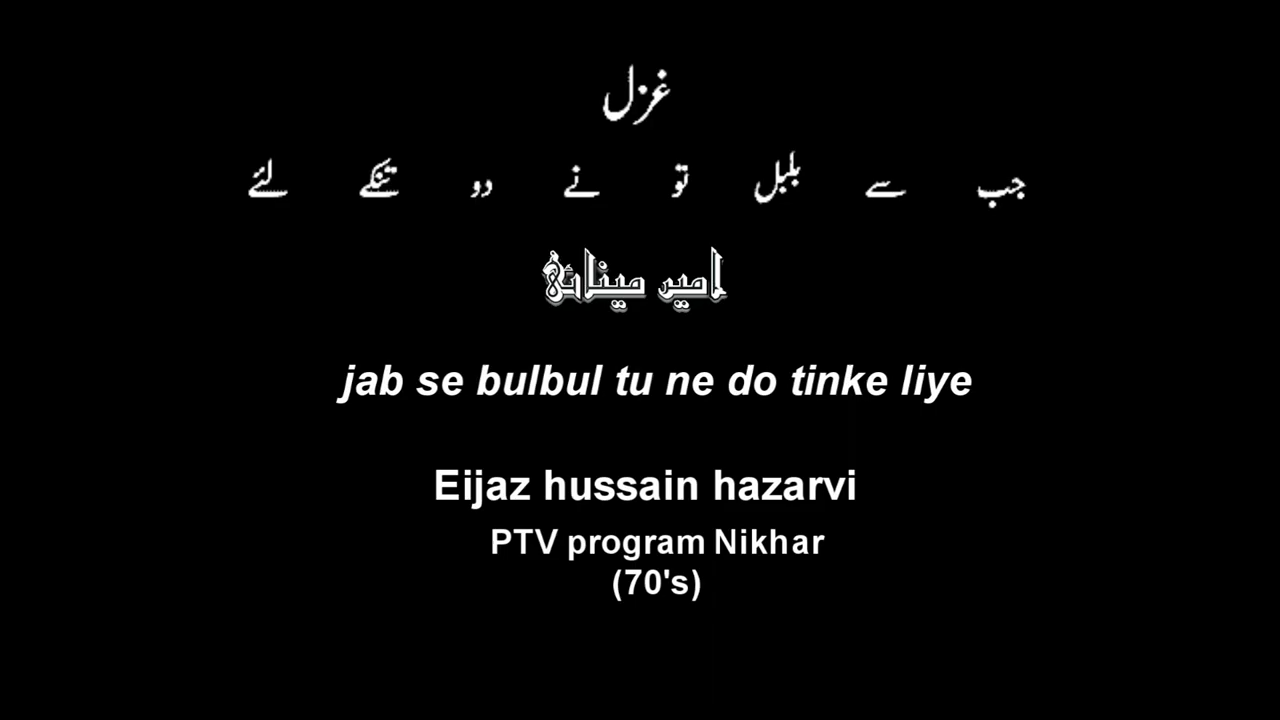 غزل
جب سے بلبل تو نے دو تنکے لئے
امیر مینائی
jab se bulbul tu ne do tinke liye
Eijaz hussain hazarvi
PTV program Nikhar
(70's)